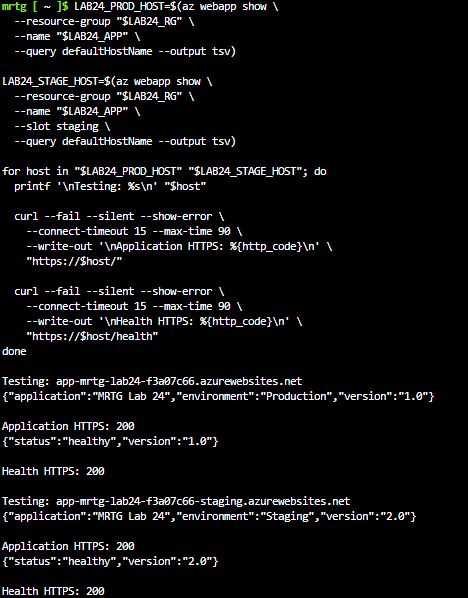 mrtg [ ~ ]$ LAB24_PROD_HOST=$(az webapp show \
  --resource-group "$LAB24_RG" \
  --name "$LAB24_APP" \
  --query defaultHostName --output tsv)

LAB24_STAGE_HOST=$(az webapp show \
  --resource-group "$LAB24_RG" \
  --name "$LAB24_APP" \
  --slot staging \
  --query defaultHostName --output tsv)

for host in "$LAB24_PROD_HOST" "$LAB24_STAGE_HOST"; do
  printf '\nTesting: %s\n' "$host"

  curl --fail --silent --show-error \
    --connect-timeout 15 --max-time 90 \
    --write-out '\nApplication HTTPS: %{http_code}\n' \
    "https://$host/"

  curl --fail --silent --show-error \
    --connect-timeout 15 --max-time 90 \
    --write-out '\nHealth HTTPS: %{http_code}\n' \
    "https://$host/health"
done

Testing: app-mrtg-lab24-f3a07c66.azurewebsites.net
{"application":"MRTG Lab 24","environment":"Production","version":"1.0"}

Application HTTPS: 200
{"status":"healthy","version":"1.0"}

Health HTTPS: 200

Testing: app-mrtg-lab24-f3a07c66-staging.azurewebsites.net
{"application":"MRTG Lab 24","environment":"Staging","version":"2.0"}

Application HTTPS: 200
{"status":"healthy","version":"2.0"}

Health HTTPS: 200